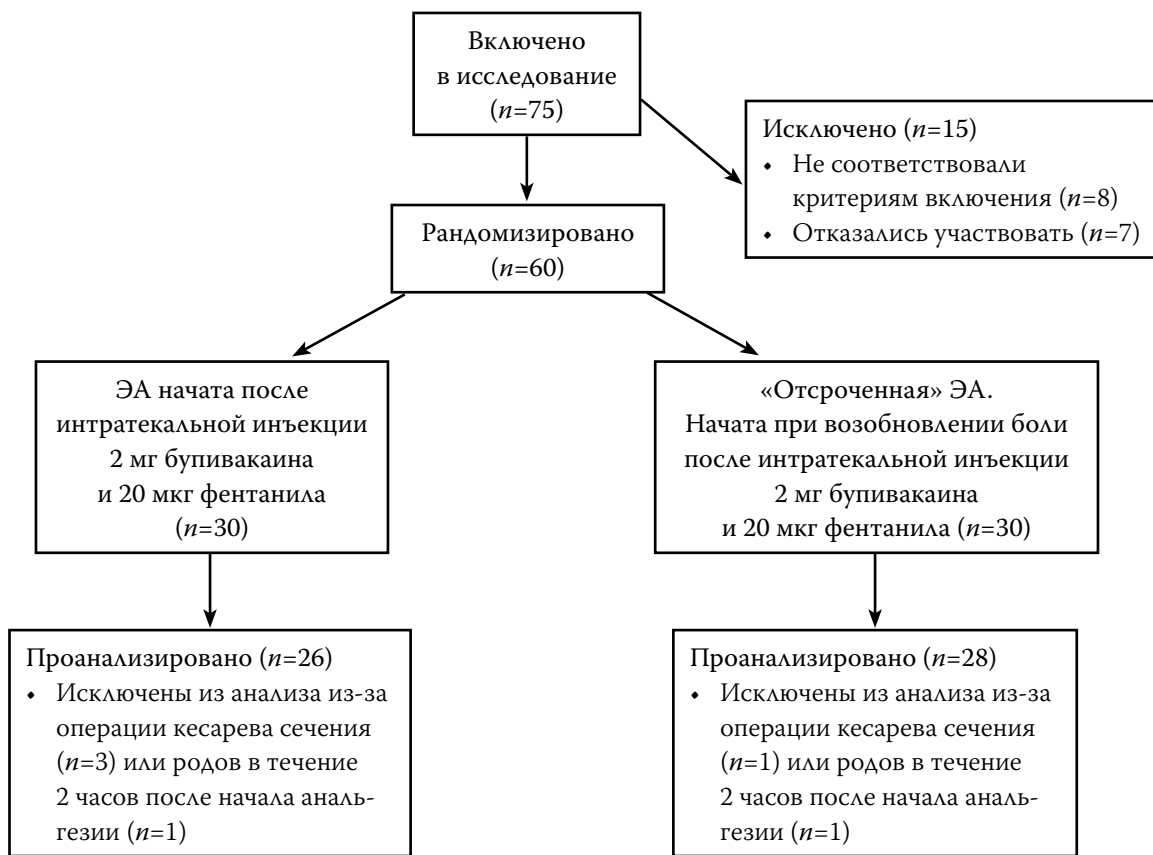 Включено
в исследование
(n=75)
Исключено (n=15)
• Не соответствовали
критериям включения (n=8)
• Отказались участвовать (n=7)
Рандомизировано
(n=60)
ЭА начата после
интратекальной инъекции
2 мг бупивакаина
и 20 мкг фентанила
(n=30)
«Отсроченная» ЭА.
Начата при возобновлении боли
после интратекальной инъекции
2 мг бупивакаина
и 20 мкг фентанила (n=30)
Проанализировано (n=26)
• Исключены из анализа из-за
операции кесарева сечения
(n=3) или родов в течение
2 часов после начала аналь-
гезии (n=1)
Проанализировано (n=28)
• Исключены из анализа из-за
операции кесарева сечения
(n=1) или родов в течение
2 часов после начала аналь-
гезии (n=1)